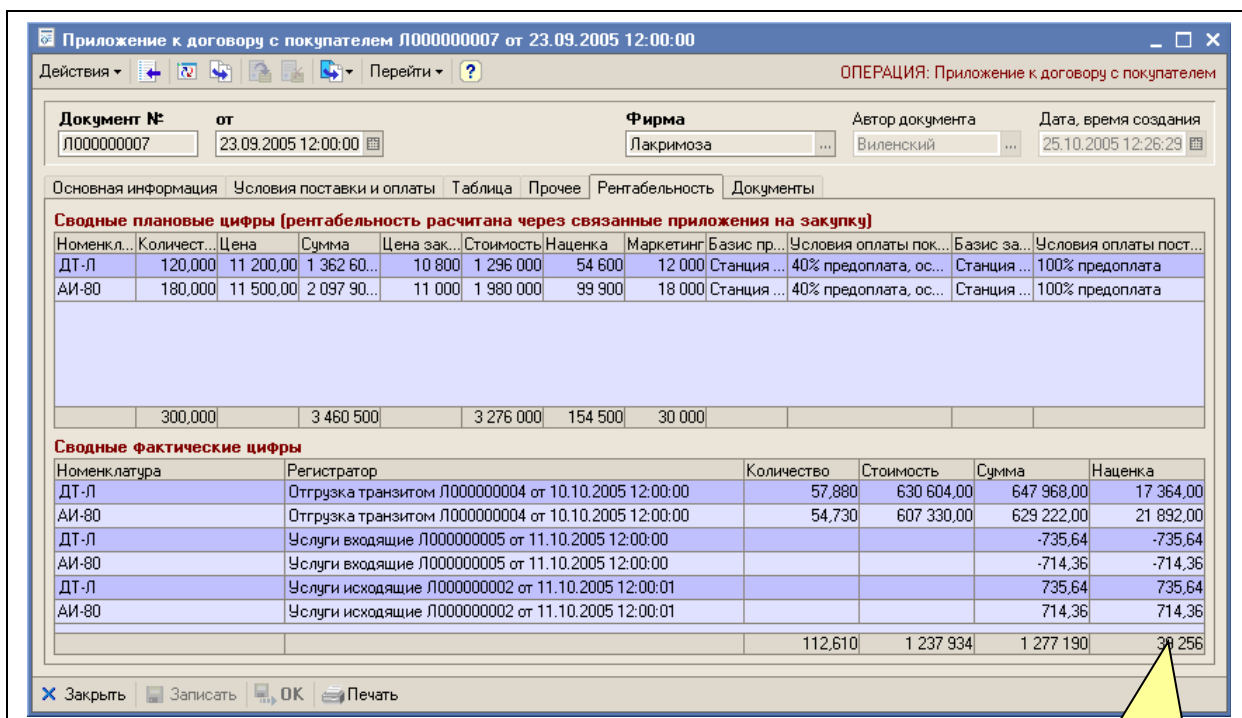 Приложение к договору с покупателем Л000000007 от 23.09.2005 12:00:00
Действия Перейти ? ОПЕРАЦИЯ: Приложение к договору с покупателем
Документ № от Фирма Автор документа Дата, время создания
Л000000007 23.09.2005 12:00:00 Лакримоза ... Виленский ... 25.10.2005 12:26:29
Основная информация Условия поставки и оплаты Таблица Прочее Рентабельность Документы
Сводные плановые цифры (рентабельность расчитана через связанные приложения на закупку)
Номенкл... Количест... Цена Сумма Цена зак... Стоимость Наценка Маркетинг Базис пр... Условия оплаты пок... Базис за... Условия оплаты пост...
ДТ-Л 120,000 11 200,00 1 362 60... 10 800 1 296 000 54 600 12 000 Станция ... 40% предоплата, ос... Станция ... 100% предоплата
АИ-80 180,000 11 500,00 2 097 90... 11 000 1 980 000 99 900 18 000 Станция ... 40% предоплата, ос... Станция ... 100% предоплата
300,000 3 460 500 3 276 000 154 500 30 000
Сводные фактические цифры
Номенклатура Регистратор Количество Стоимость Сумма Наценка
ДТ-Л Отгрузка транзитом Л000000004 от 10.10.2005 12:00:00 57,880 630 604,00 647 968,00 17 364,00
АИ-80 Отгрузка транзитом Л000000004 от 10.10.2005 12:00:00 54,730 607 330,00 629 222,00 21 892,00
ДТ-Л Услуги входящие Л000000005 от 11.10.2005 12:00:00 -735,64 -735,64
АИ-80 Услуги входящие Л000000005 от 11.10.2005 12:00:00 -714,36 -714,36
ДТ-Л Услуги исходящие Л000000002 от 11.10.2005 12:00:01 735,64 735,64
АИ-80 Услуги исходящие Л000000002 от 11.10.2005 12:00:01 714,36 714,36
112,610 1 237 934 1 277 190 39 256
Закрыть Записать OK Печать